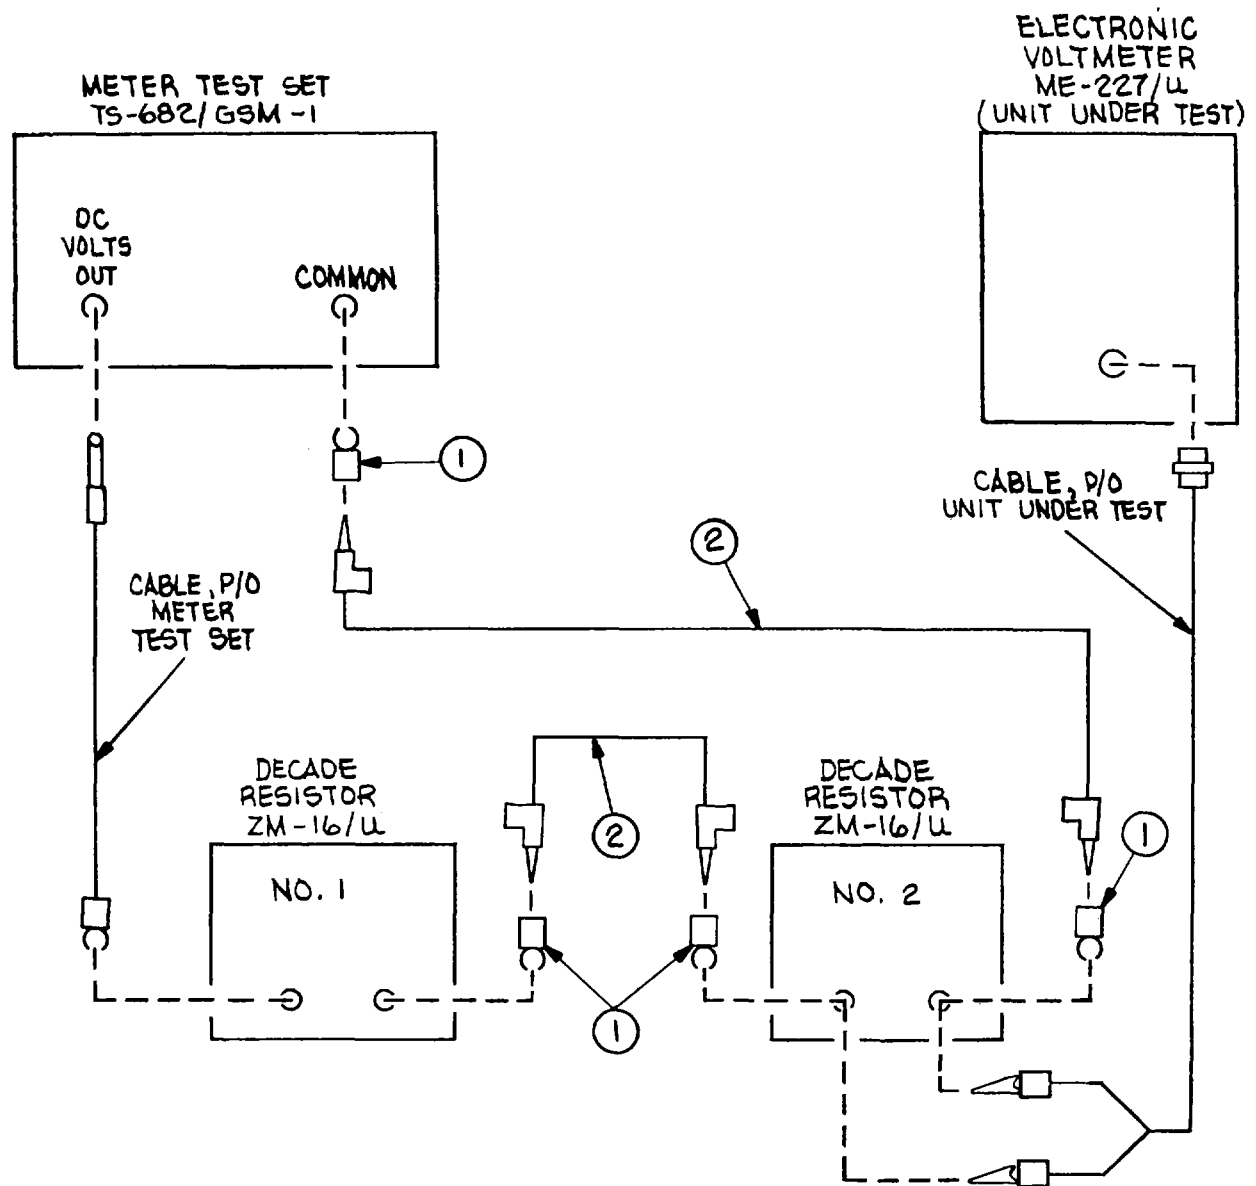 METER TEST SET
TS-682/GSM-1
DC
VOLTS
OUT
COMMON
ELECTRONIC
VOLTMETER
ME-227/U
(UNIT UNDER TEST)
1
2
CABLE, P/O
UNIT UNDER TEST
CABLE, P/O
METER
TEST SET
DECADE
RESISTOR
ZM-16/U
NO. 1
2
1
DECADE
RESISTOR
ZM-16/U
NO. 2
1